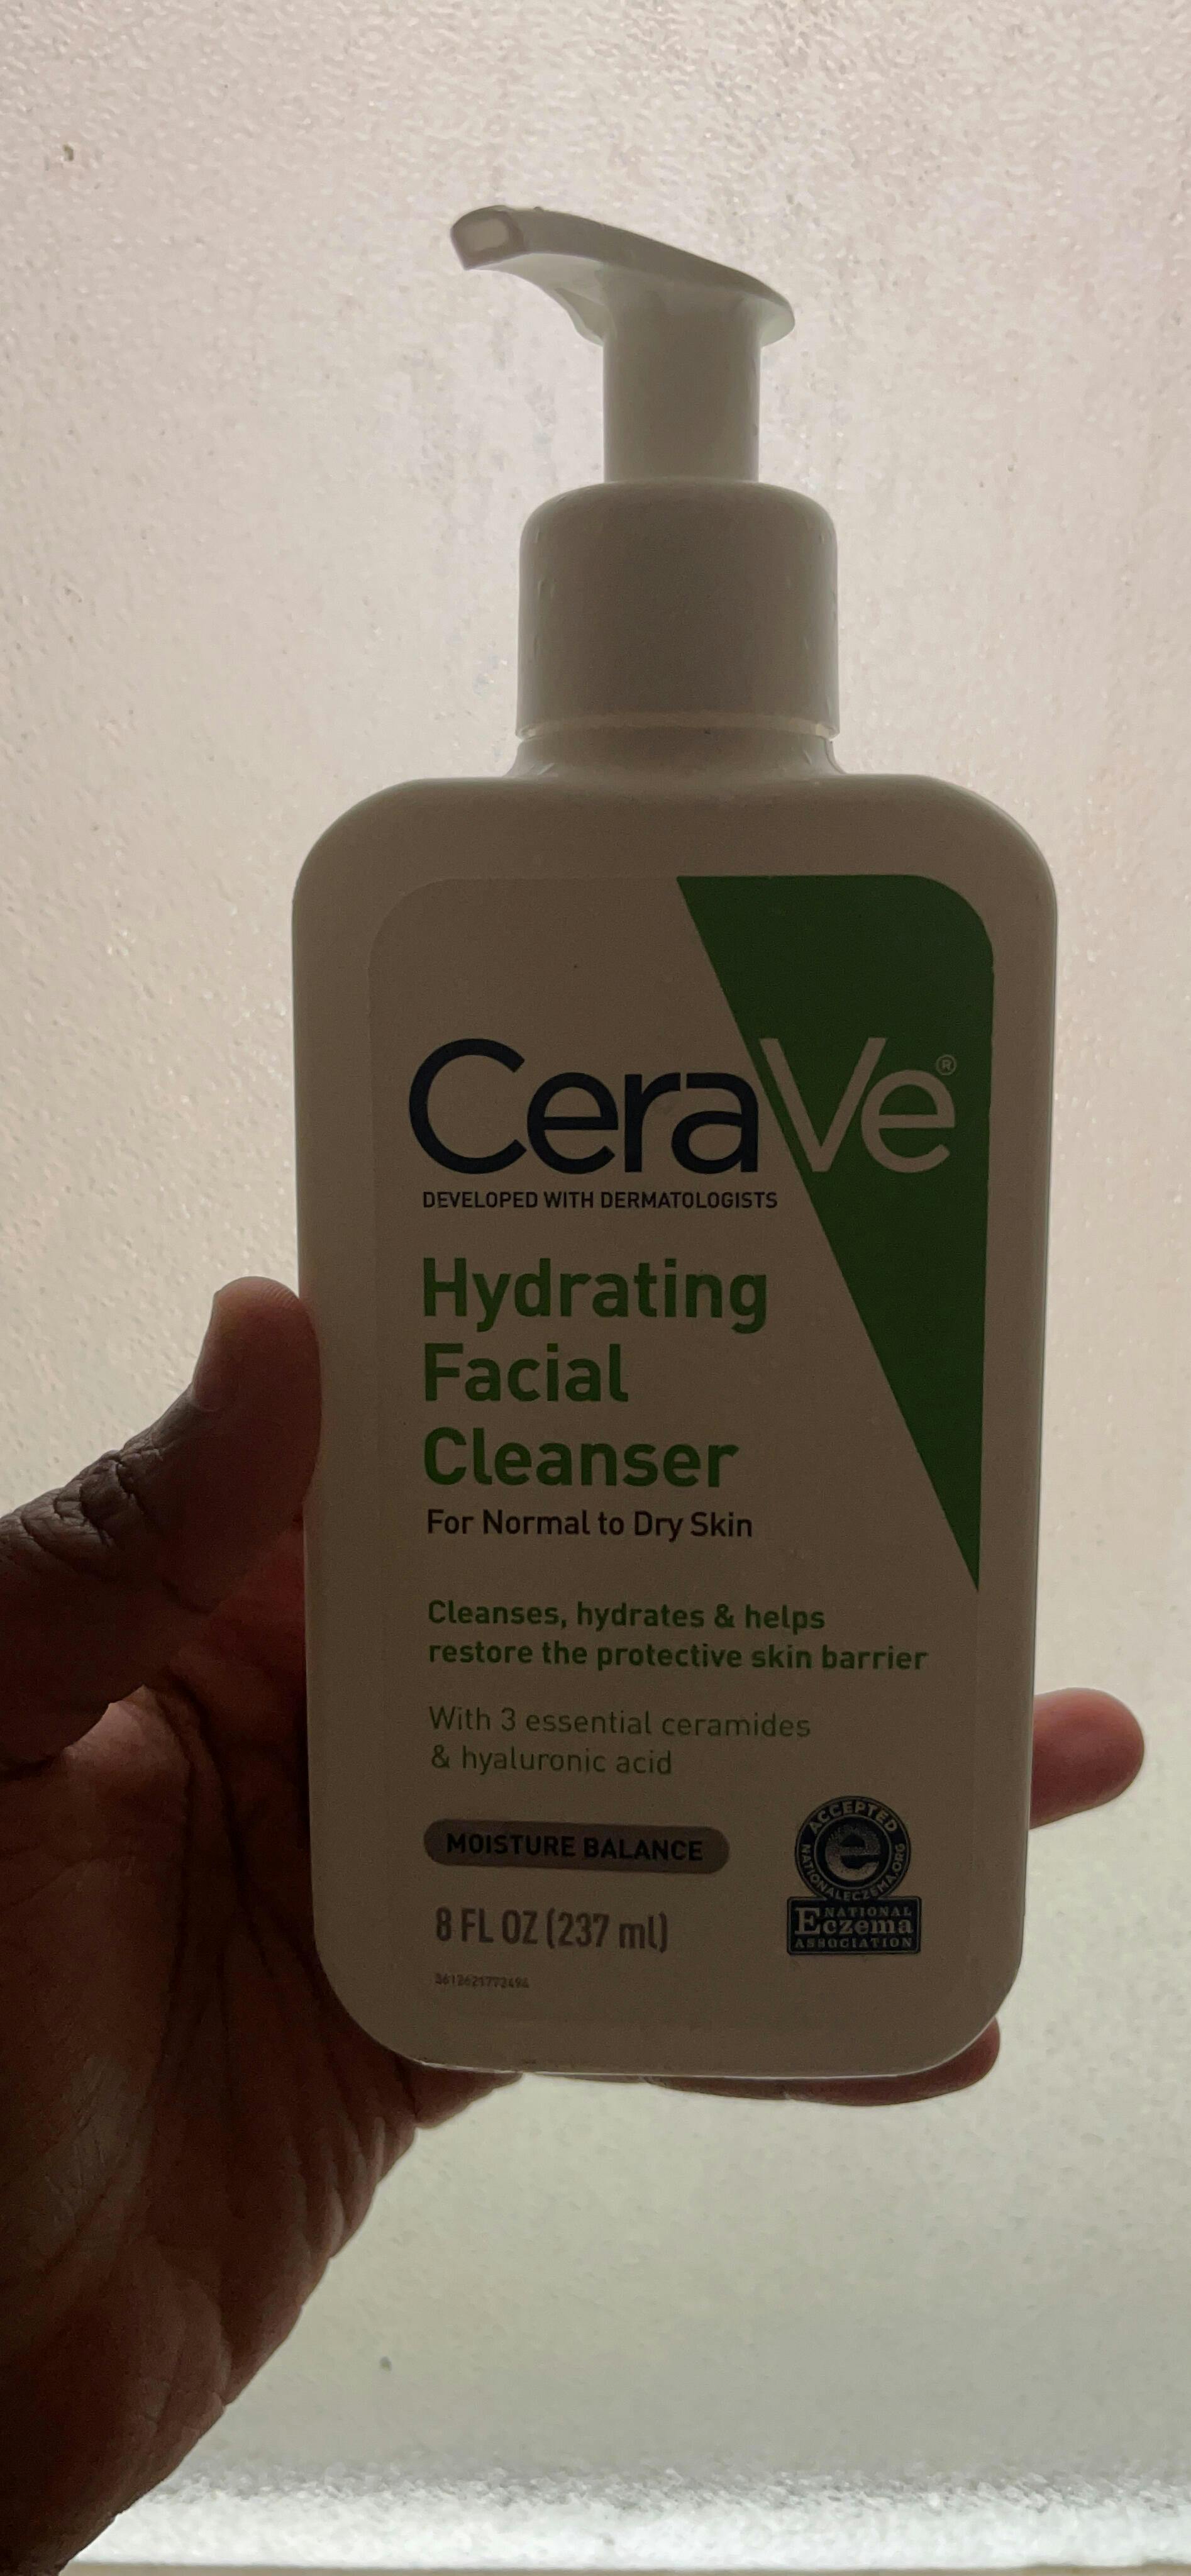 CeraVe®
DEVELOPED WITH DERMATOLOGISTS
Hydrating
Facial
Cleanser
For Normal to Dry Skin
Cleanses, hydrates & helps
restore the protective skin barrier
With 3 essential ceramides
& hyaluronic acid
MOISTURE BALANCE
8 FL OZ (237 ml)
ACCEPTED
NATIONALECZEMA.ORG
e
NATIONAL
Eczema
ASSOCIATION